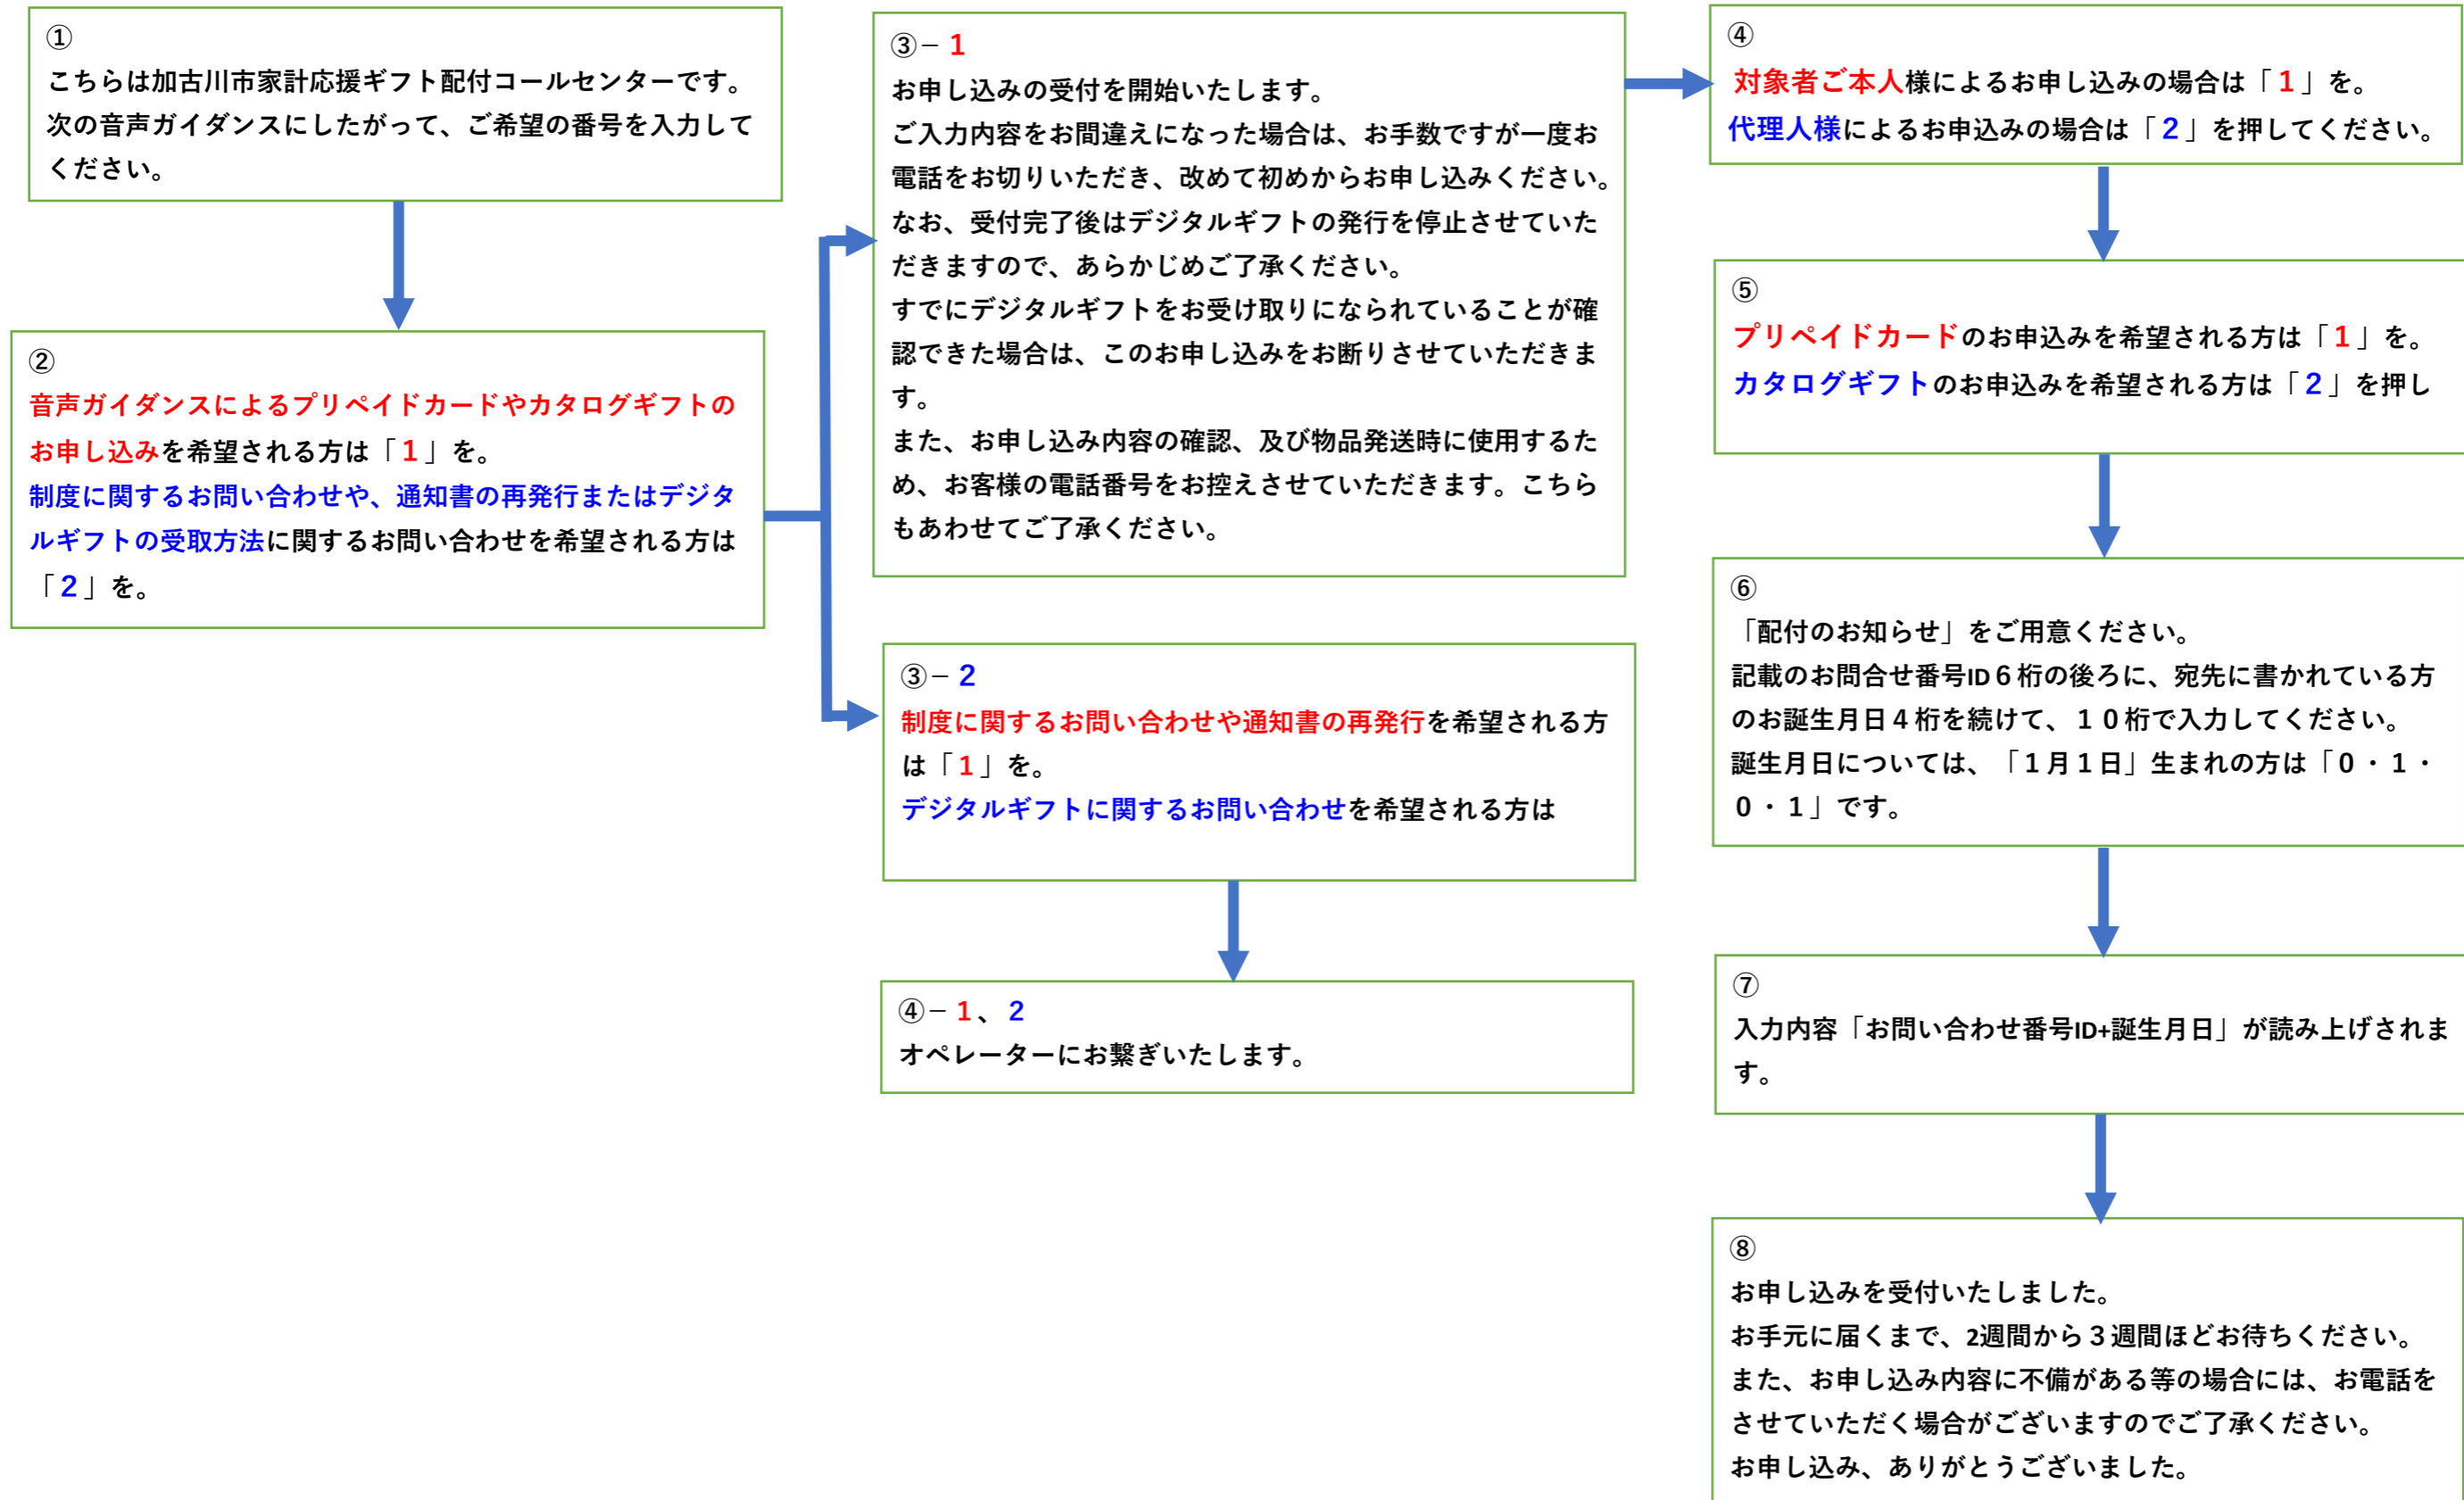 ①
こちらは加古川市家計応援ギフト配付コールセンターです。
次の音声ガイダンスにしたがって、ご希望の番号を入力して
ください。
②
音声ガイダンスによるプリペイドカードやカタログギフトの
お申し込みを希望される方は「１」を。
制度に関するお問い合わせや、通知書の再発行またはデジタ
ルギフトの受取方法に関するお問い合わせを希望される方は
「２」を。
③－１
お申し込みの受付を開始いたします。
ご入力内容をお間違えになった場合は、お手数ですが一度お
電話をお切りいただき、改めて初めからお申し込みください。
なお、受付完了後はデジタルギフトの発行を停止させていた
だきますので、あらかじめご了承ください。
すでにデジタルギフトをお受け取りになられていることが確
認できた場合は、このお申し込みをお断りさせていただきま
す。
また、お申し込み内容の確認、及び物品発送時に使用するた
め、お客様の電話番号をお控えさせていただきます。こちら
もあわせてご了承ください。
③－２
制度に関するお問い合わせや通知書の再発行を希望される方
は「１」を。
デジタルギフトに関するお問い合わせを希望される方は
④－１、２
オペレーターにお繋ぎいたします。
④
対象者ご本人様によるお申し込みの場合は「１」を。
代理人様によるお申込みの場合は「２」を押してください。
⑤
プリペイドカードのお申込みを希望される方は「１」を。
カタログギフトのお申込みを希望される方は「２」を押し
⑥
「配付のお知らせ」をご用意ください。
記載のお問合せ番号ID６桁の後ろに、宛先に書かれている方
のお誕生月日４桁を続けて、１０桁で入力してください。
誕生月日については、「１月１日」生まれの方は「０・１・
０・１」です。
⑦
入力内容「お問い合わせ番号ID+誕生月日」が読み上げされま
す。
⑧
お申し込みを受付いたしました。
お手元に届くまで、2週間から３週間ほどお待ちください。
また、お申し込み内容に不備がある等の場合には、お電話を
させていただく場合がございますのでご了承ください。
お申し込み、ありがとうございました。